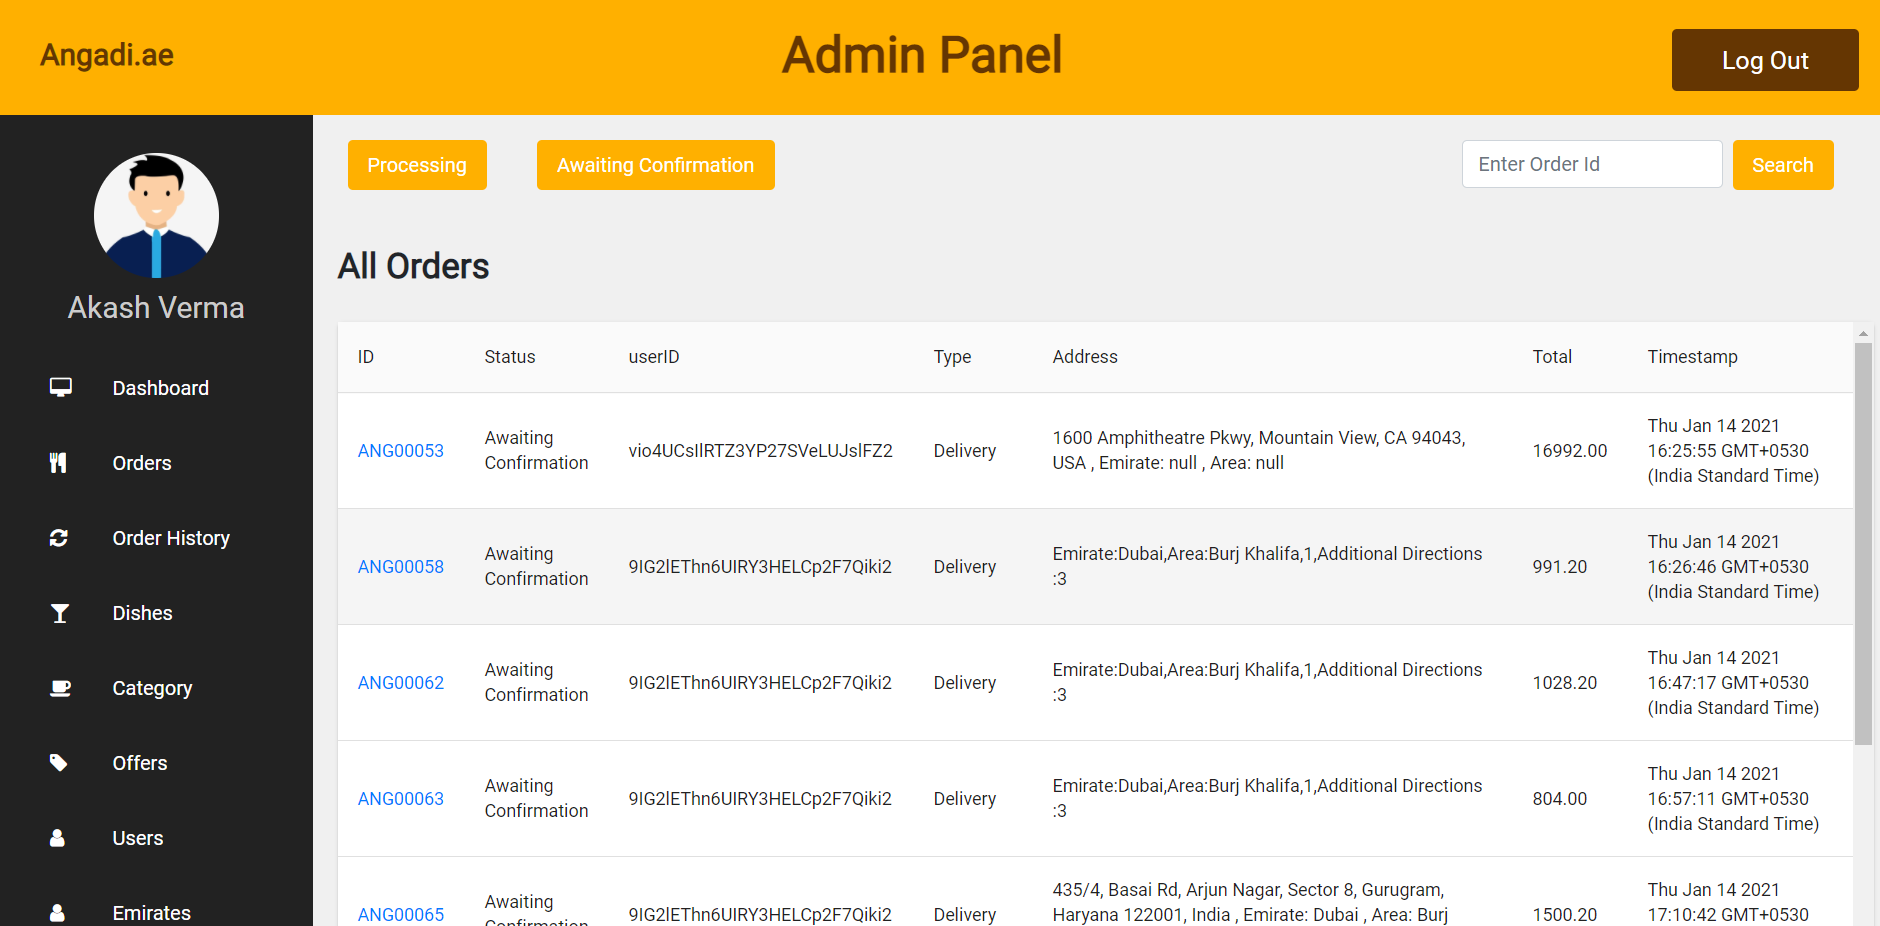 Angadi.ae
Admin Panel
Log Out
Akash Verma
Dashboard
Orders
Order History
Dishes
Category
Offers
Users
Emirates
Processing
Awaiting Confirmation
Enter Order Id
Search
All Orders
ID Status userID Type Address Total Timestamp
ANG00053
Awaiting
Confirmation
vio4UCsIlRTZ3YP27SVeLUJslFZ2
Delivery
1600 Amphitheatre Pkwy, Mountain View, CA 94043,
USA , Emirate: null , Area: null
16992.00
Thu Jan 14 2021
16:25:55 GMT+0530
(India Standard Time)
ANG00058
Awaiting
Confirmation
9IG2lEThn6UIRY3HELCp2F7Qiki2
Delivery
Emirate:Dubai,Area:Burj Khalifa,1,Additional Directions
:3
991.20
Thu Jan 14 2021
16:26:46 GMT+0530
(India Standard Time)
ANG00062
Awaiting
Confirmation
9IG2lEThn6UIRY3HELCp2F7Qiki2
Delivery
Emirate:Dubai,Area:Burj Khalifa,1,Additional Directions
:3
1028.20
Thu Jan 14 2021
16:47:17 GMT+0530
(India Standard Time)
ANG00063
Awaiting
Confirmation
9IG2lEThn6UIRY3HELCp2F7Qiki2
Delivery
Emirate:Dubai,Area:Burj Khalifa,1,Additional Directions
:3
804.00
Thu Jan 14 2021
16:57:11 GMT+0530
(India Standard Time)
ANG00065
Awaiting
Confirmation
9IG2lEThn6UIRY3HELCp2F7Qiki2
Delivery
435/4, Basai Rd, Arjun Nagar, Sector 8, Gurugram,
Haryana 122001, India , Emirate: Dubai , Area: Burj
1500.20
Thu Jan 14 2021
17:10:42 GMT+0530